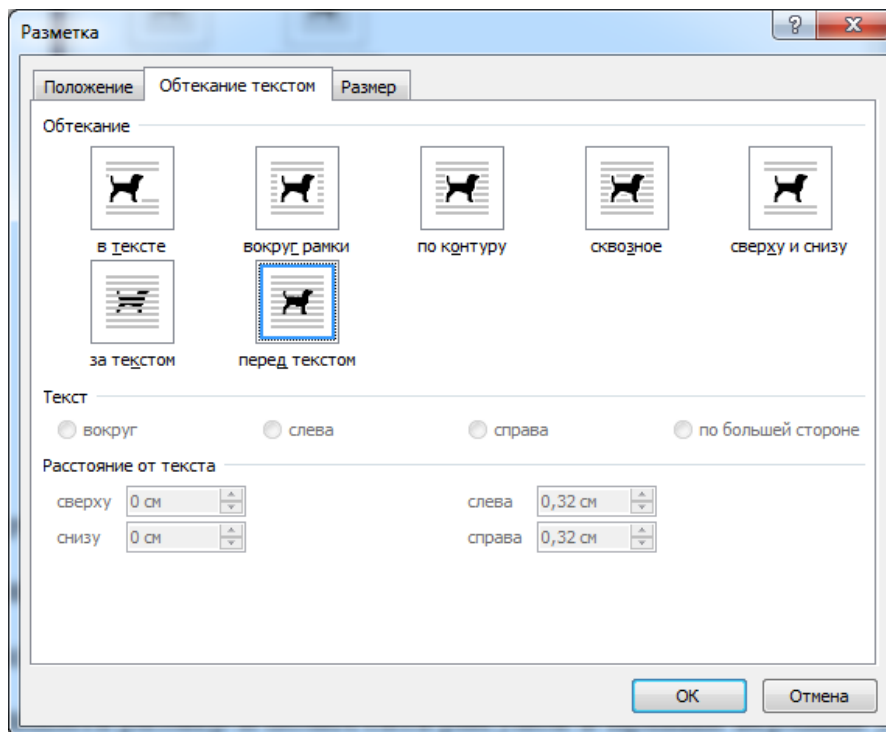 Разметка
Положение Обтекание текстом Размер
Обтекание
в тексте вокруг рамки по контуру сквозное сверху и снизу
за текстом перед текстом
Текст
вокруг слева справа по большей стороне
Расстояние от текста
сверху 0 см слева 0,32 см
снизу 0 см справа 0,32 см
ОК Отмена